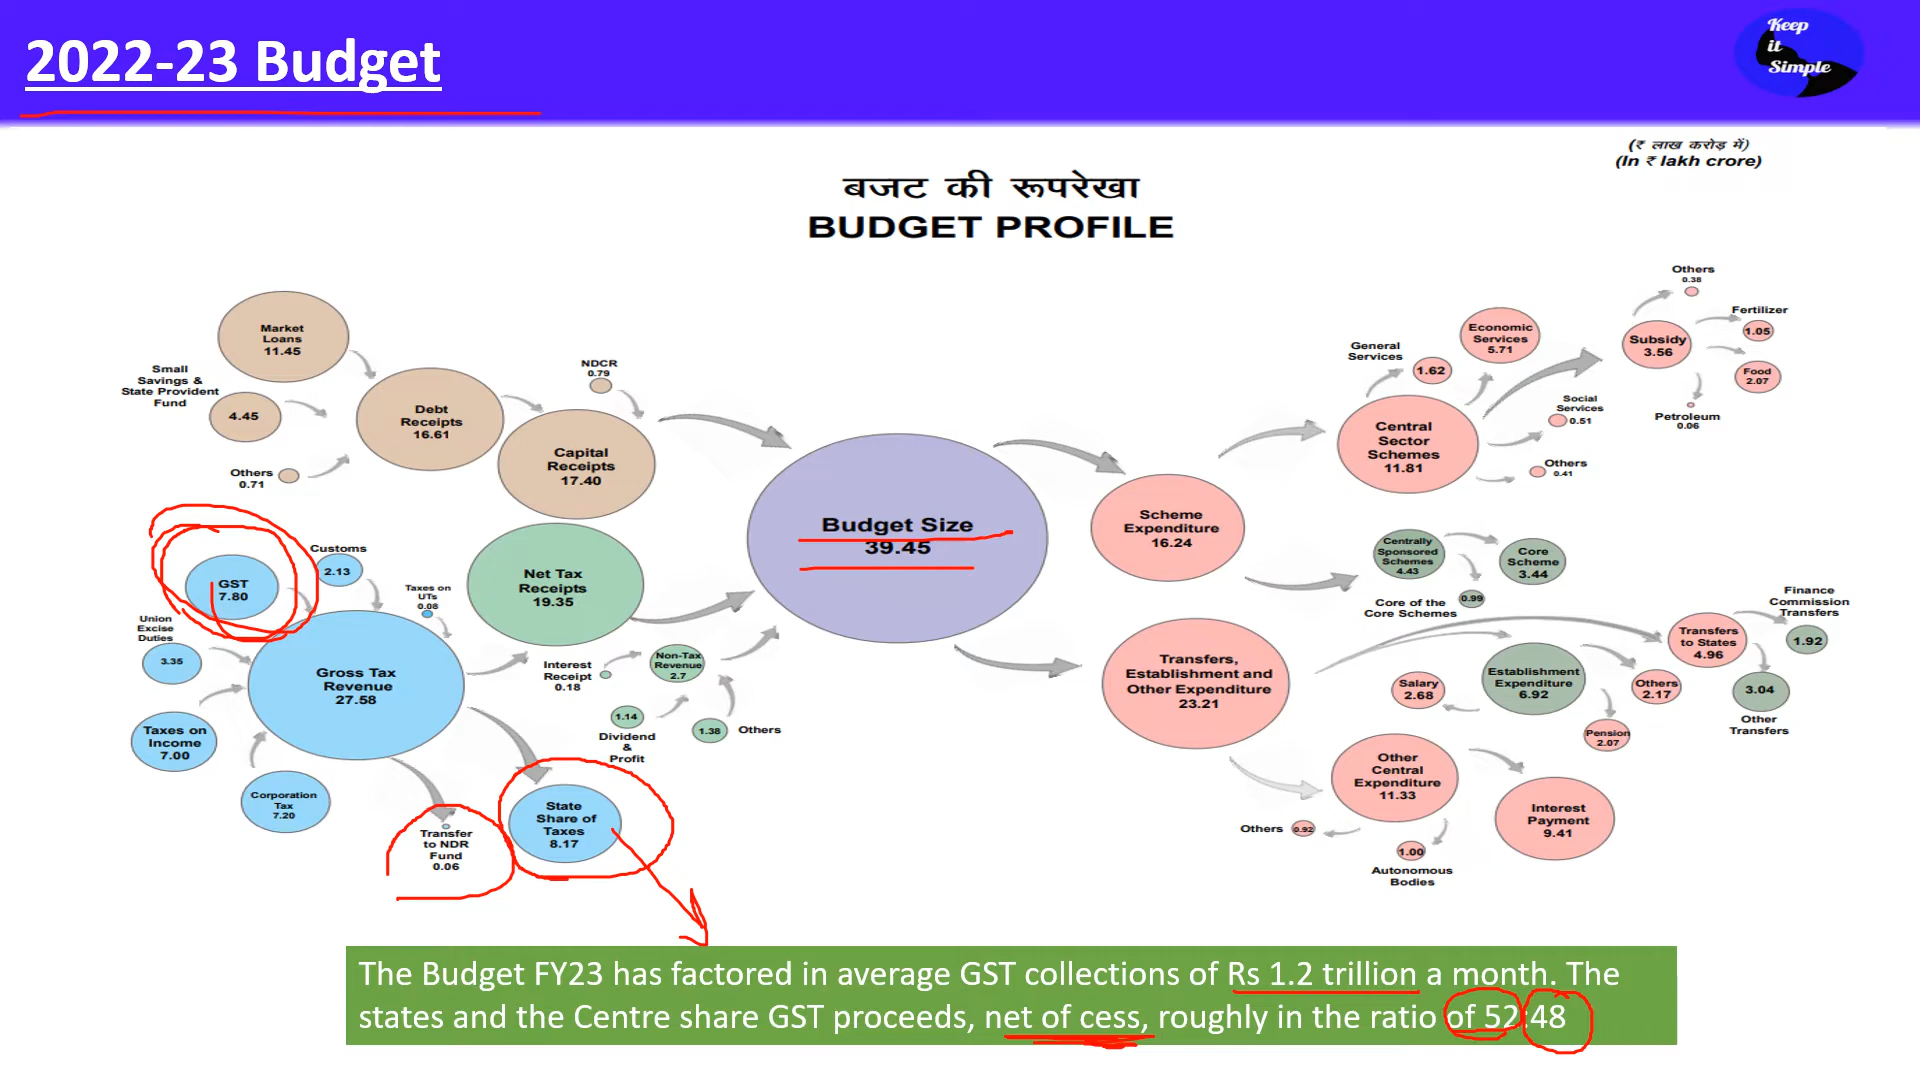 2022-23 Budget
Keep
it
Simple
(₹ लाख करोड़ में)
(In ₹ lakh crore)
बजट की रूपरेखा
BUDGET PROFILE
Market
Loans
11.45
Small
Savings &
State Provident
Fund
4.45
Others
0.71
Debt
Receipts
16.61
NDCR
0.79
Capital
Receipts
17.40
GST
7.80
Customs
2.13
Taxes on
UTs
0.08
Union
Excise
Duties
3.35
Taxes on
Income
7.00
Corporation
Tax
7.20
Gross Tax
Revenue
27.58
Transfer
to NDR
Fund
0.06
State
Share of
Taxes
8.17
Net Tax
Receipts
19.35
Interest
Receipt
0.18
Non-Tax
Revenue
2.7
1.14
Dividend
&
Profit
1.38
Others
Budget Size
39.45
Scheme
Expenditure
16.24
Transfers,
Establishment and
Other Expenditure
23.21
General
Services
1.62
Economic
Services
5.71
Central
Sector
Schemes
11.81
Social
Services
0.51
Others
0.41
Subsidy
3.56
Others
0.38
Fertilizer
1.05
Food
2.07
Petroleum
0.06
Centrally
Sponsored
Schemes
4.43
Core
Scheme
3.44
Core of the
Core Schemes
0.99
Transfers
to States
4.96
Finance
Commission
Transfers
1.92
3.04
Other
Transfers
Establishment
Expenditure
6.92
Salary
2.68
Others
2.17
Pension
2.07
Other
Central
Expenditure
11.33
Others
0.92
1.00
Autonomous
Bodies
Interest
Payment
9.41
The Budget FY23 has factored in average GST collections of Rs 1.2 trillion a month. The
states and the Centre share GST proceeds, net of cess, roughly in the ratio of 52:48